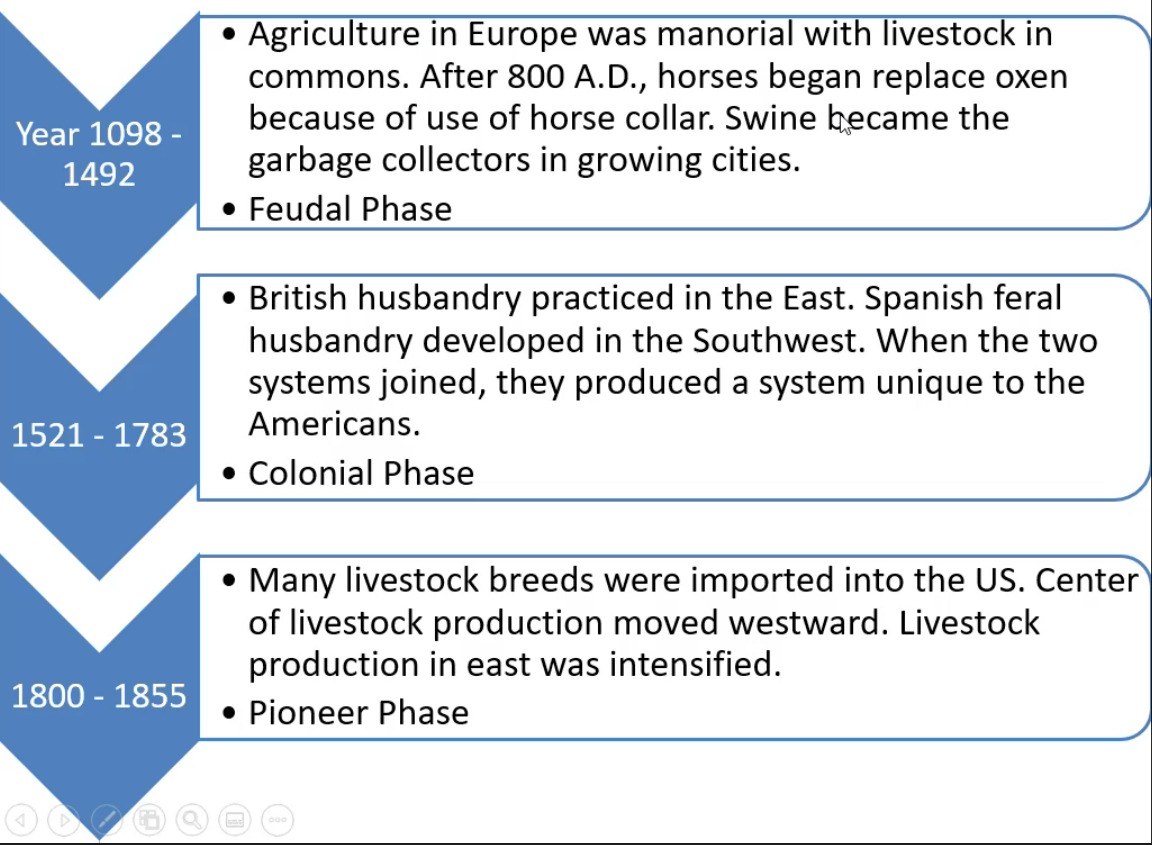 Year 1098 -
1492
• Agriculture in Europe was manorial with livestock in
commons. After 800 A.D., horses began replace oxen
because of use of horse collar. Swine became the
garbage collectors in growing cities.
• Feudal Phase
1521 - 1783
• British husbandry practiced in the East. Spanish feral
husbandry developed in the Southwest. When the two
systems joined, they produced a system unique to the
Americans.
• Colonial Phase
1800 - 1855
• Many livestock breeds were imported into the US. Center
of livestock production moved westward. Livestock
production in east was intensified.
• Pioneer Phase